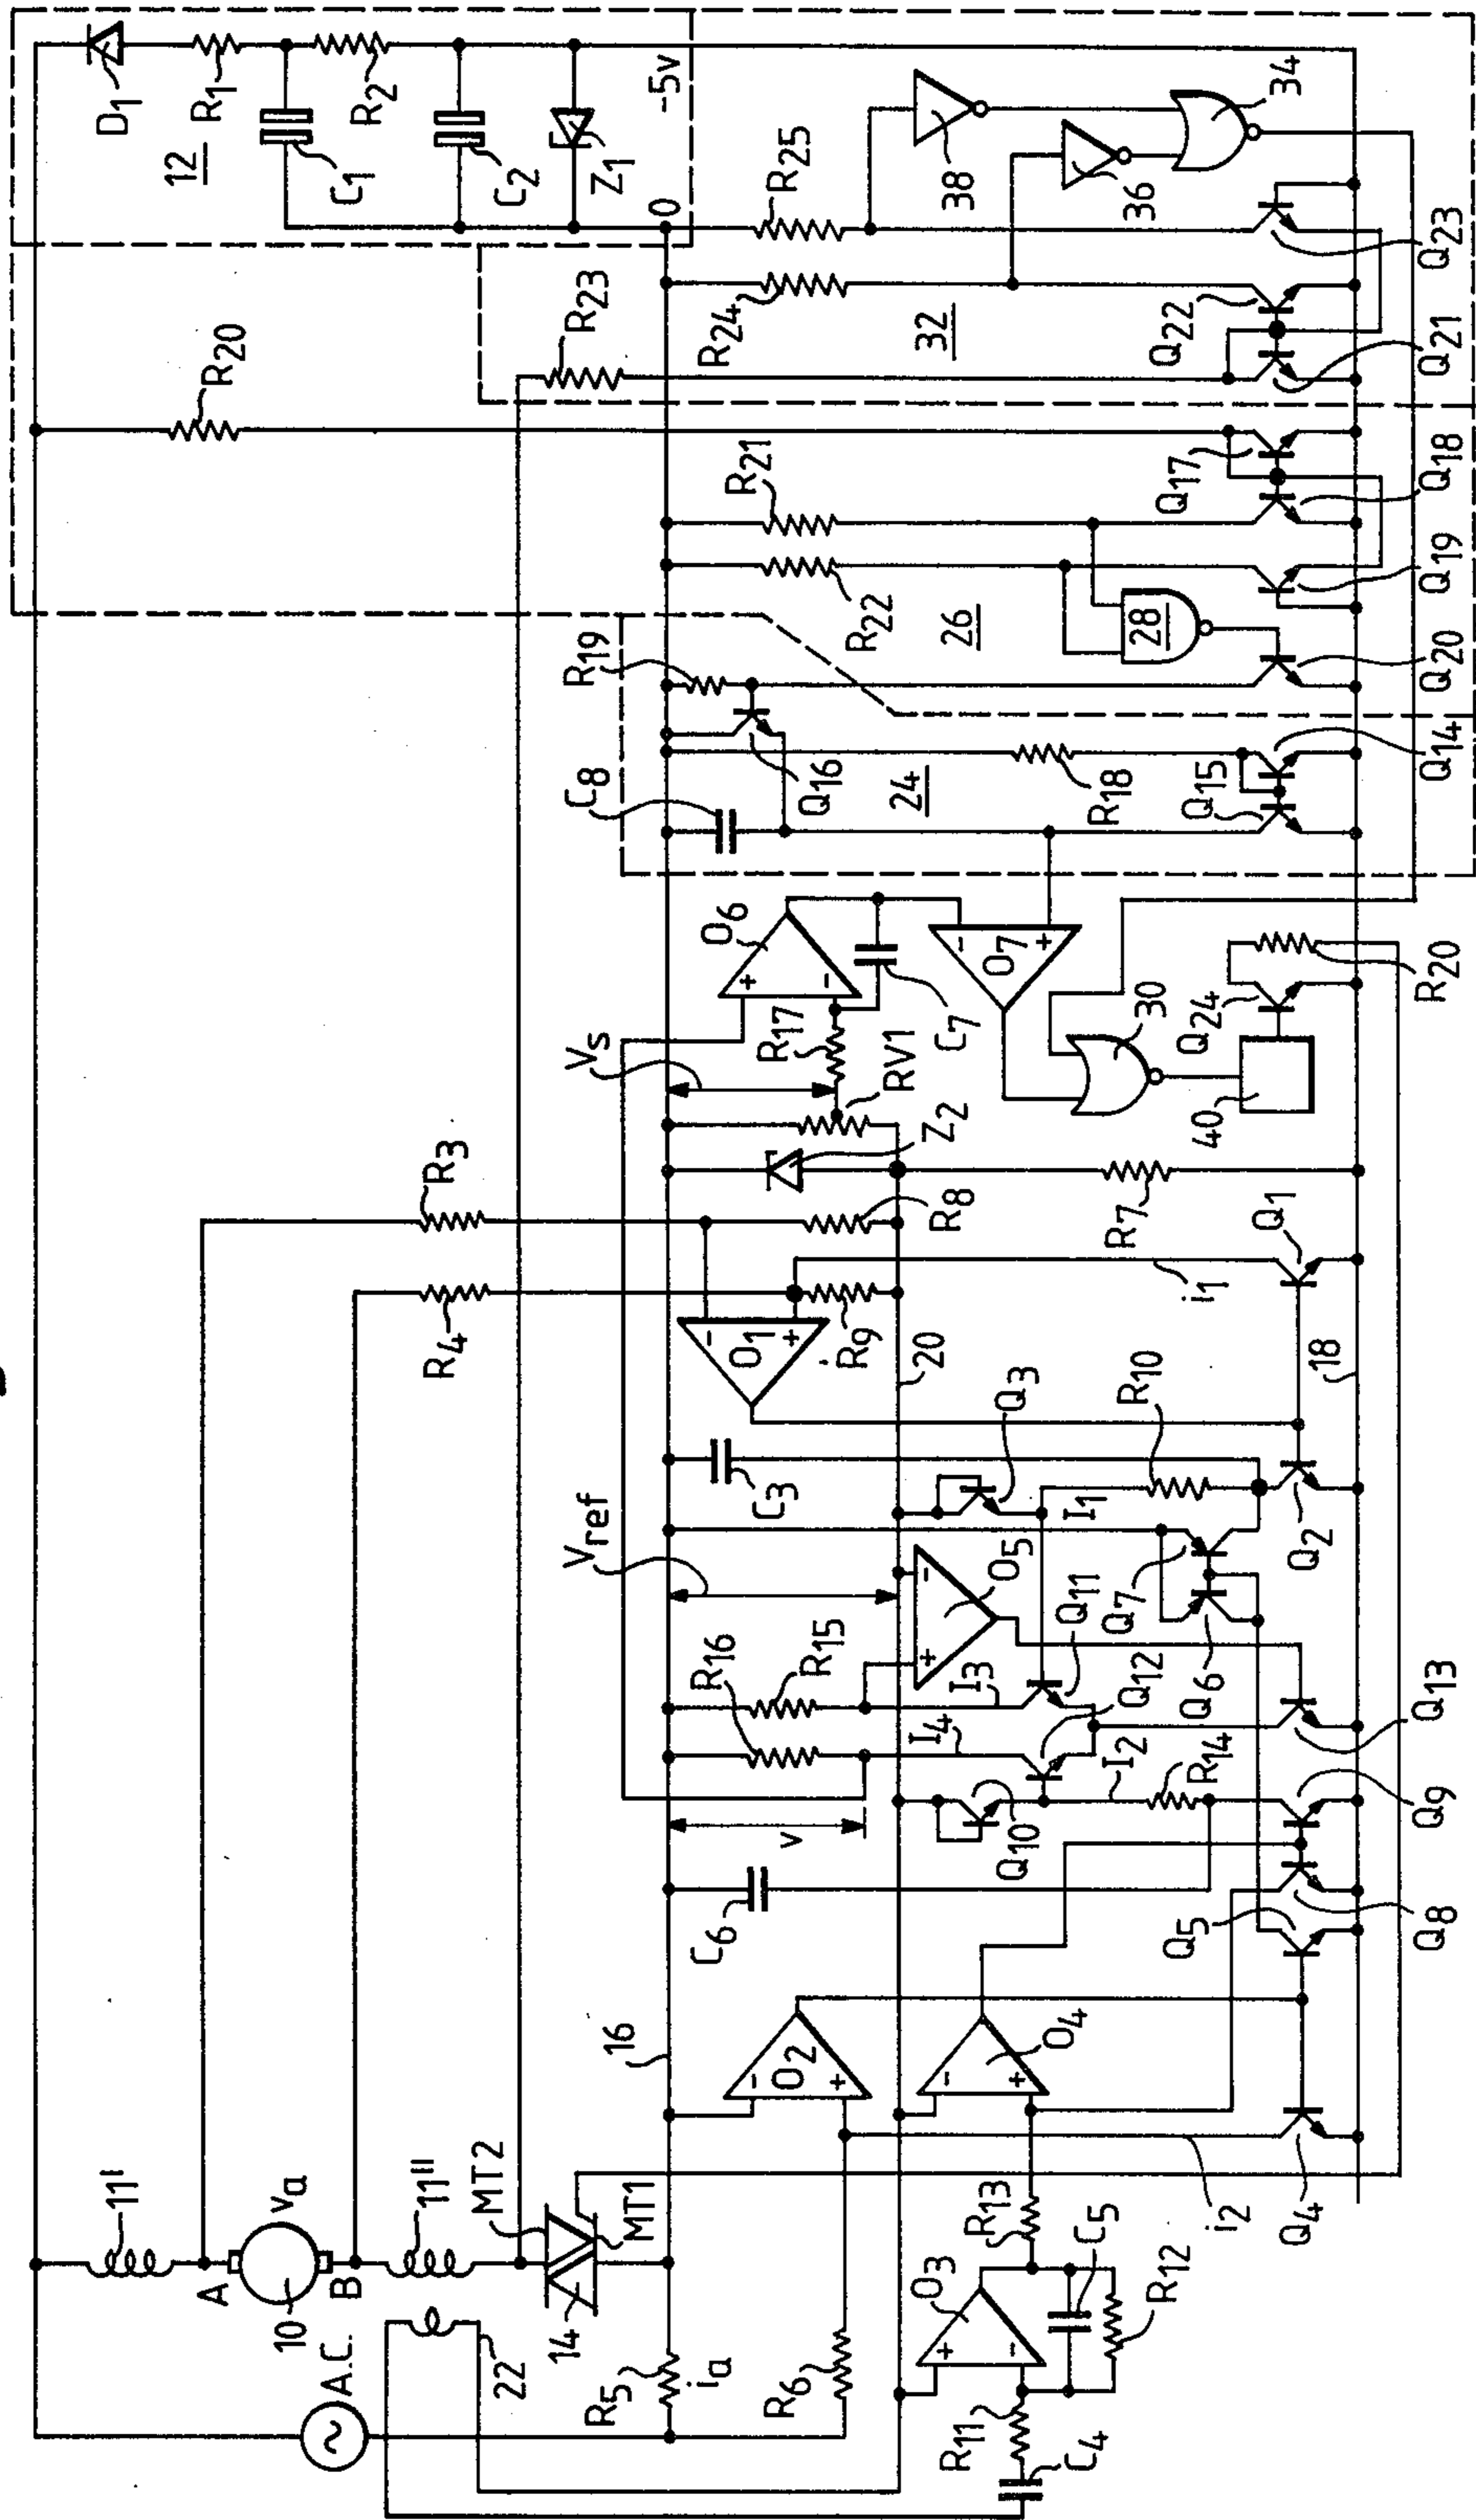 D1
R1
12
C1
R2
C2
Z1
0
-5v
R20
R23
R25
R24
32
38
36
34
Q22
Q23
Q21
R21
R22
26
28
Q17
Q18
Q19
Q20
R19
C8
Q16
24
R18
Q15
Q14
O6
+
-
R17
Vs
C7
RV1
-
O7
+
30
Q24
40
R20
R3
R4
Z2
R8
R7
Q1
i1
-
O1
+
R9
20
18
C3
Q3
R10
I1
Q2
Vref
O5
-
+
Q7
Q11
Q6
Q12
R16
R15
I3
I4
I2
R14
Q13
v
Q10
Q9
C6
Q5
Q8
16
-
O2
+
-
O4
+
i2
Q4
11'
va
A
10
B
11"
MT2
MT1
14
A.C.
22
R5
ia
R6
O3
+
-
R13
C5
R12
R11
C4